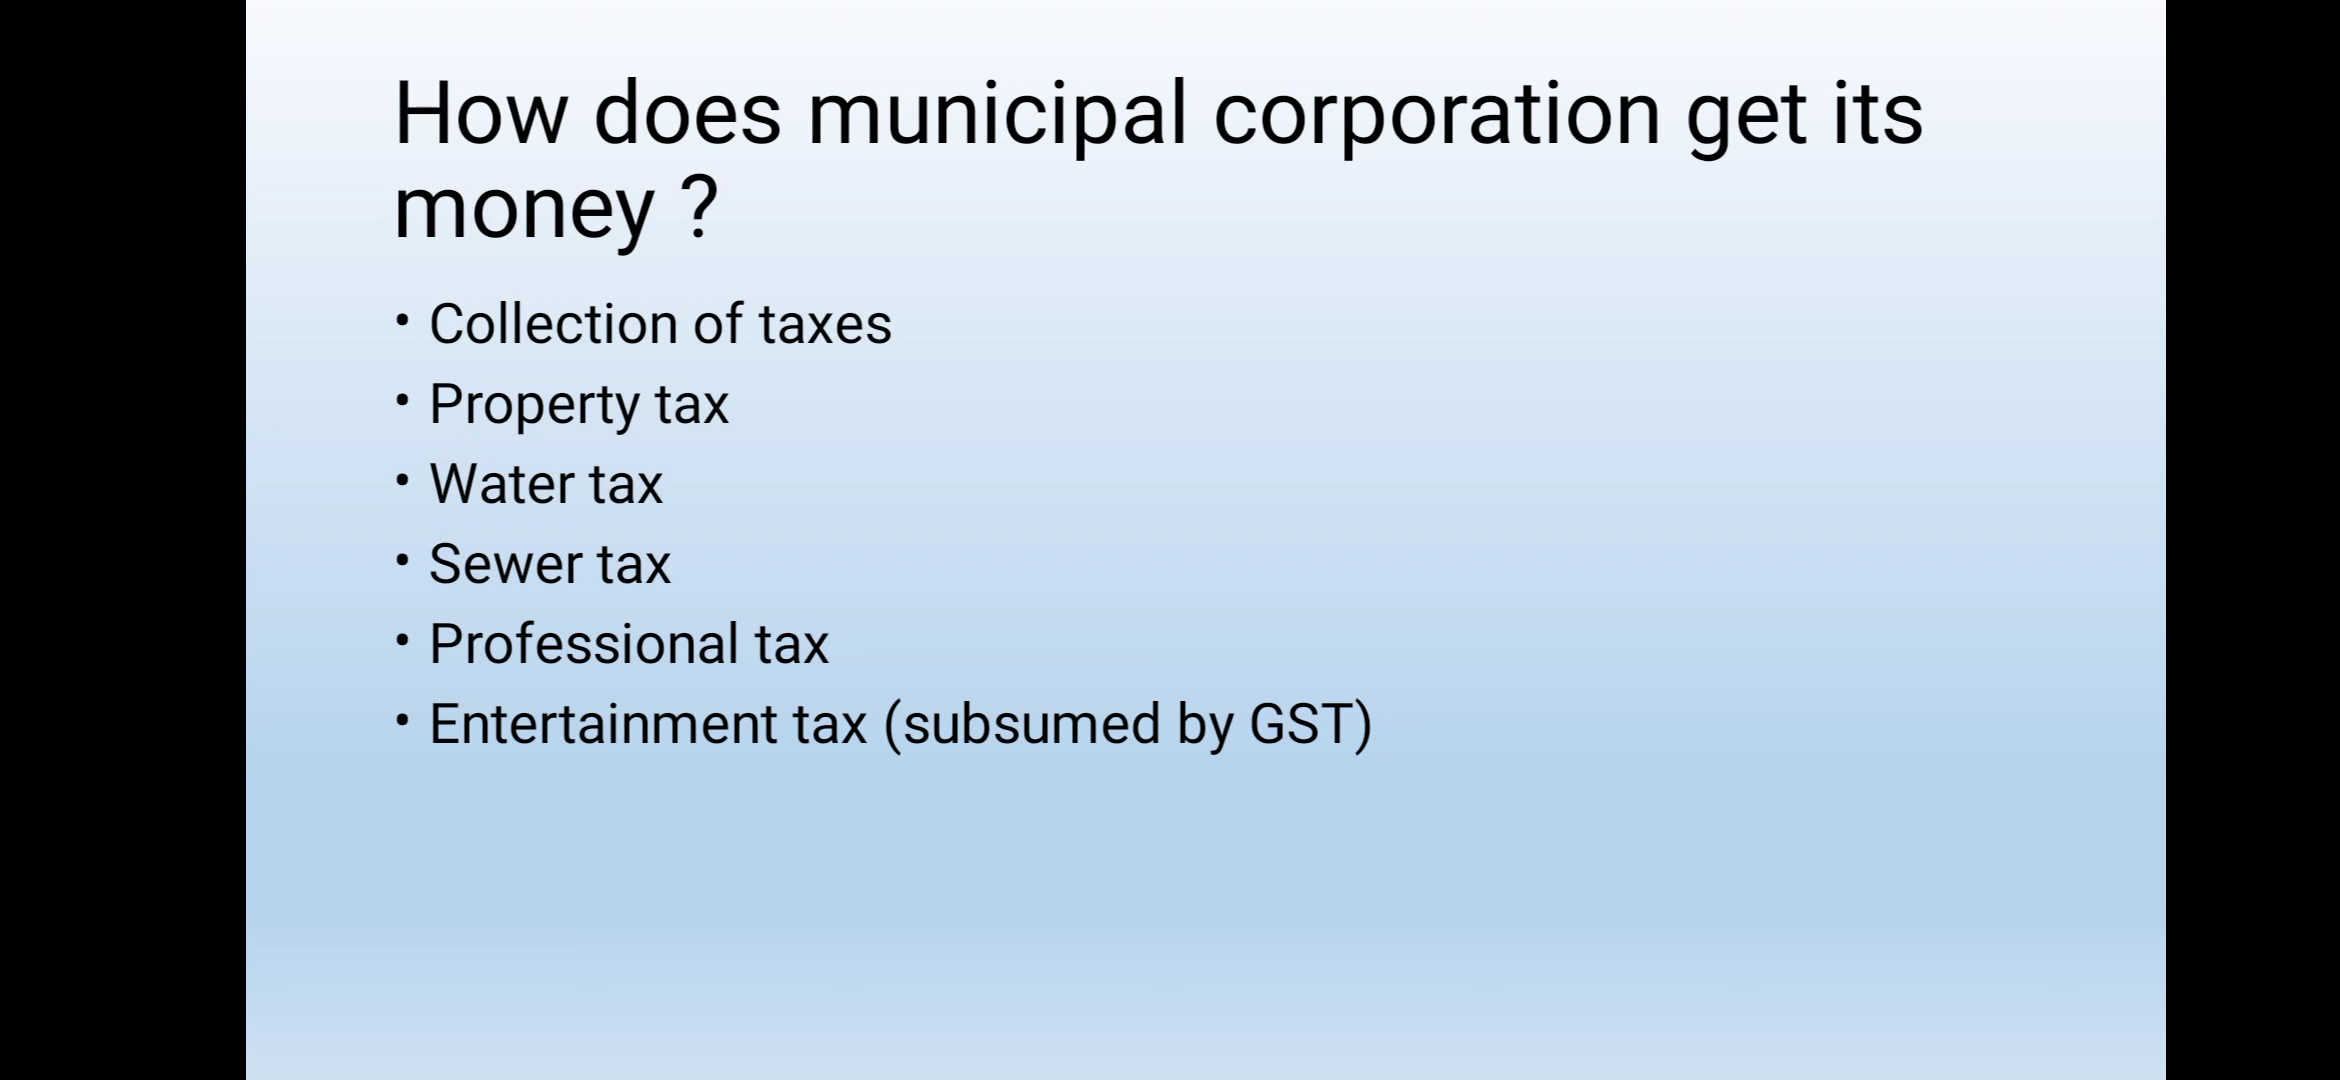 How does municipal corporation get its
money ?
• Collection of taxes
• Property tax
• Water tax
• Sewer tax
• Professional tax
• Entertainment tax (subsumed by GST)